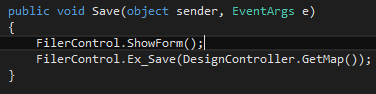 public void Save(object sender, EventArgs e)
{
    FilerControl.ShowForm();
    FilerControl.Ex_Save(DesignController.GetMap());
}